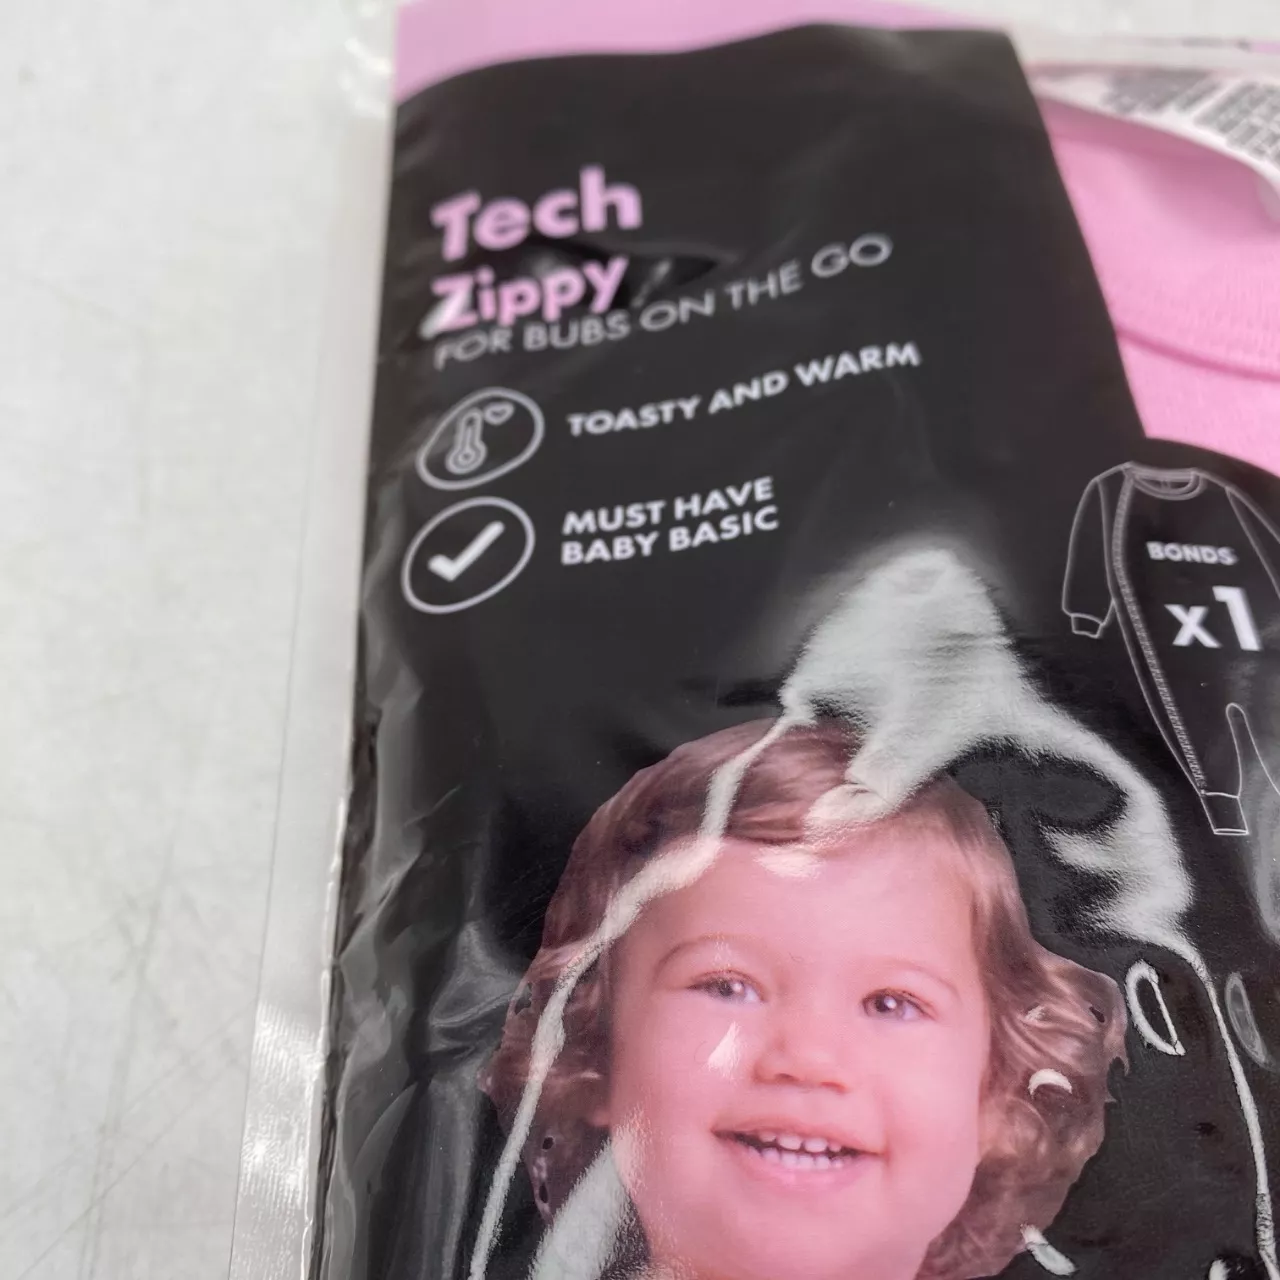 Tech
Zippy
FOR BUBS ON THE GO
TOASTY AND WARM
MUST HAVE
BABY BASIC
BONDS
x1